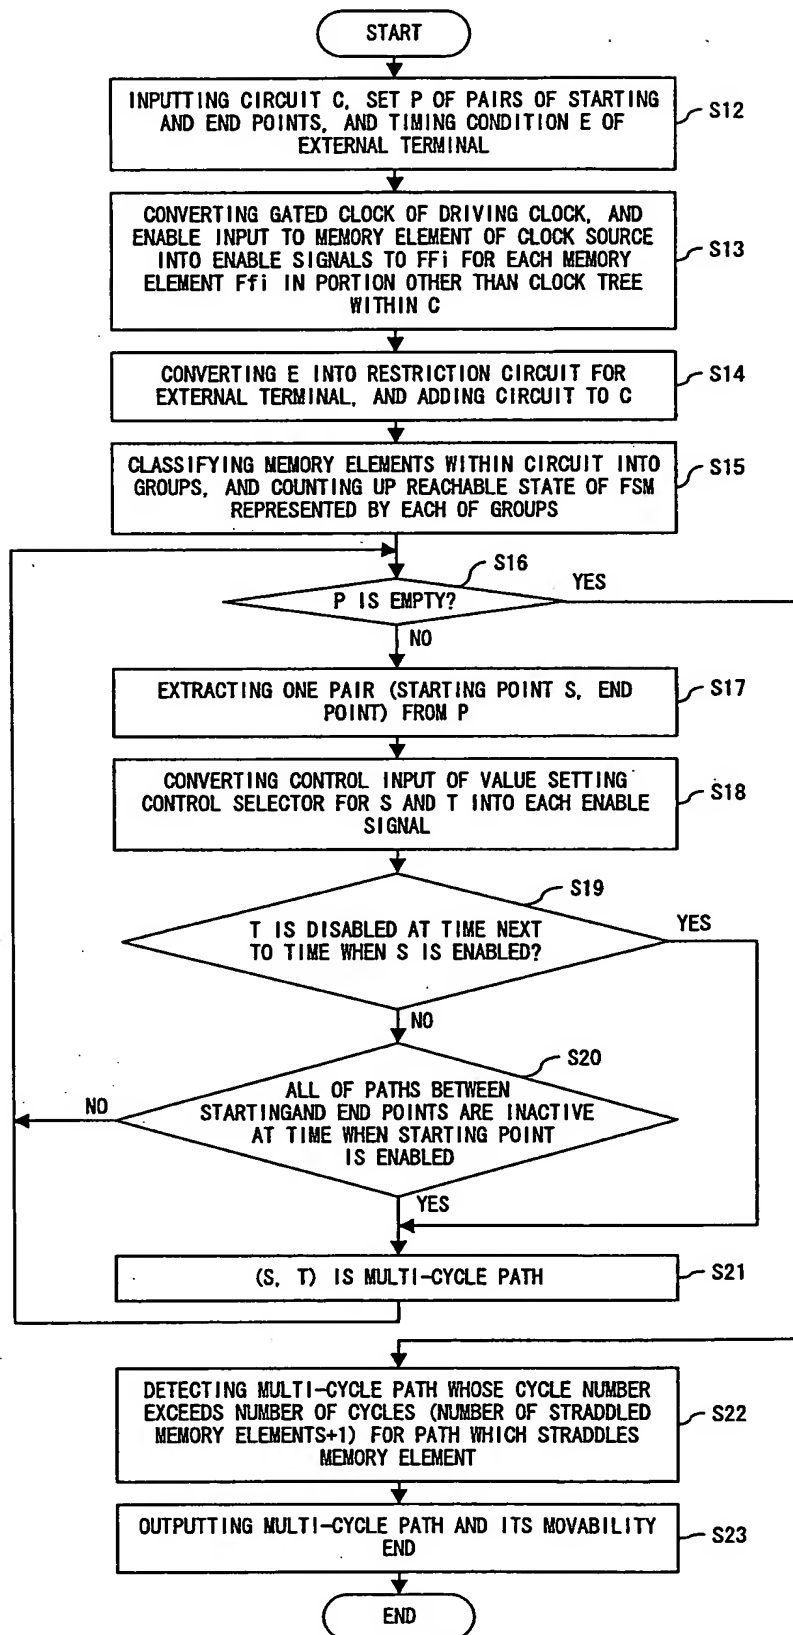 START
INPUTTING CIRCUIT C, SET P OF PAIRS OF STARTING
AND END POINTS, AND TIMING CONDITION E OF
EXTERNAL TERMINAL
S12
CONVERTING GATED CLOCK OF DRIVING CLOCK, AND
ENABLE INPUT TO MEMORY ELEMENT OF CLOCK SOURCE
INTO ENABLE SIGNALS TO FFi FOR EACH MEMORY
ELEMENT Ffi IN PORTION OTHER THAN CLOCK TREE
WITHIN C
S13
CONVERTING E INTO RESTRICTION CIRCUIT FOR
EXTERNAL TERMINAL, AND ADDING CIRCUIT TO C
S14
CLASSIFYING MEMORY ELEMENTS WITHIN CIRCUIT INTO
GROUPS, AND COUNTING UP REACHABLE STATE OF FSM
REPRESENTED BY EACH OF GROUPS
S15
S16
P IS EMPTY?
YES
NO
EXTRACTING ONE PAIR (STARTING POINT S, END
POINT) FROM P
S17
CONVERTING CONTROL INPUT OF VALUE SETTING
CONTROL SELECTOR FOR S AND T INTO EACH ENABLE
SIGNAL
S18
S19
T IS DISABLED AT TIME NEXT
TO TIME WHEN S IS ENABLED?
YES
NO
S20
ALL OF PATHS BETWEEN
STARTINGAND END POINTS ARE INACTIVE
AT TIME WHEN STARTING POINT
IS ENABLED
NO
YES
(S, T) IS MULTI-CYCLE PATH
S21
DETECTING MULTI-CYCLE PATH WHOSE CYCLE NUMBER
EXCEEDS NUMBER OF CYCLES (NUMBER OF STRADDLED
MEMORY ELEMENTS+1) FOR PATH WHICH STRADDLES
MEMORY ELEMENT
S22
OUTPUTTING MULTI-CYCLE PATH AND ITS MOVABILITY
END
S23
END